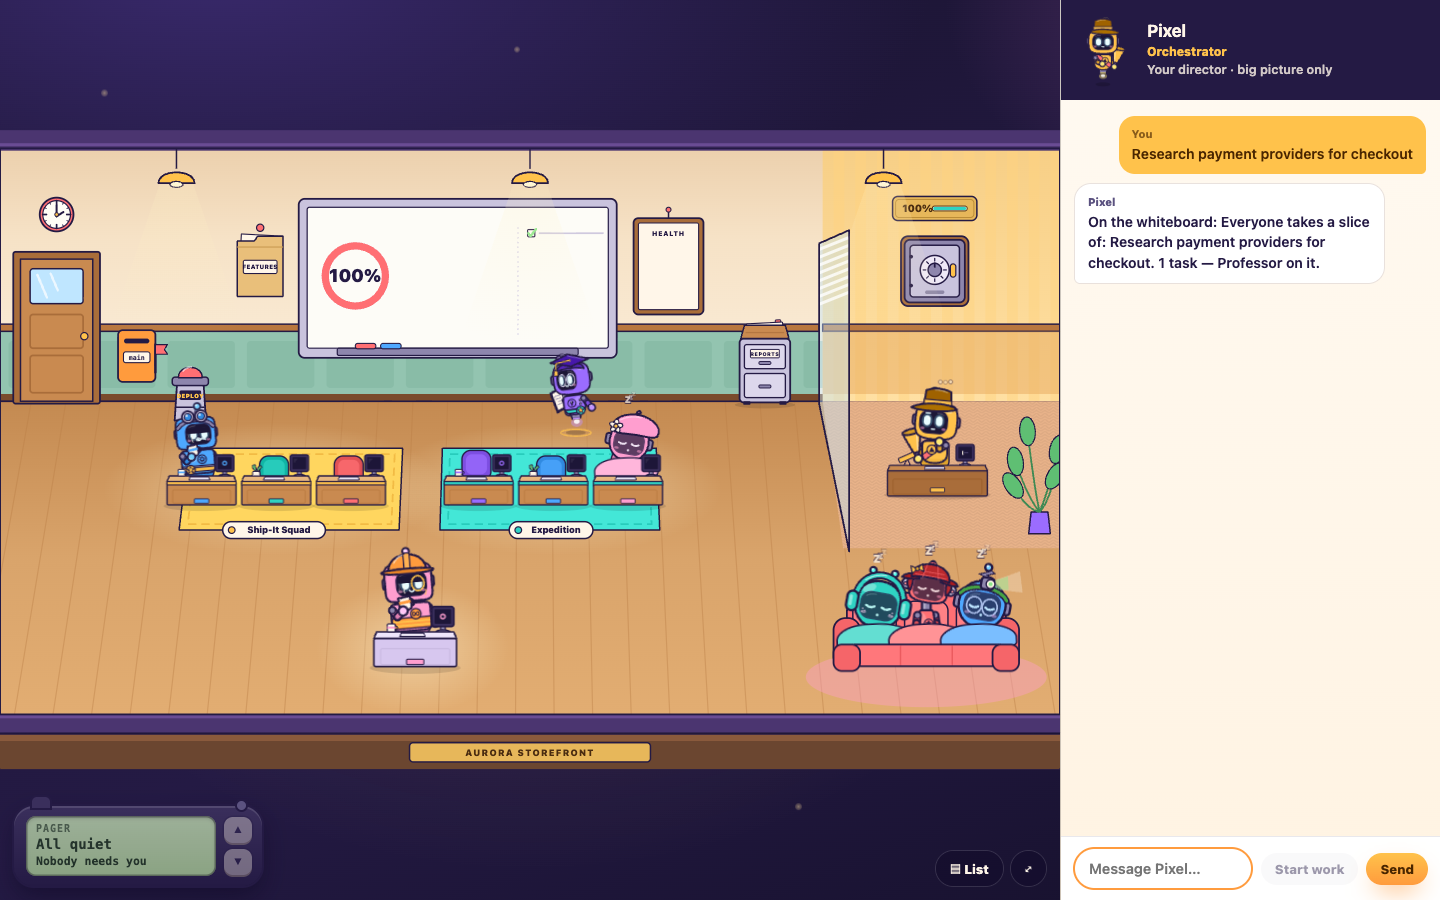 Pixel
Orchestrator
Your director · big picture only
You
Research payment providers for checkout
Pixel
On the whiteboard: Everyone takes a slice
of: Research payment providers for
checkout. 1 task — Professor on it.
100%
FEATURES
100%
HEALTH
main
REPORTS
Ship-It Squad
Expedition
AURORA STOREFRONT
PAGER
All quiet
Nobody needs you
▲
▼
List
Message Pixel...
Start work
Send